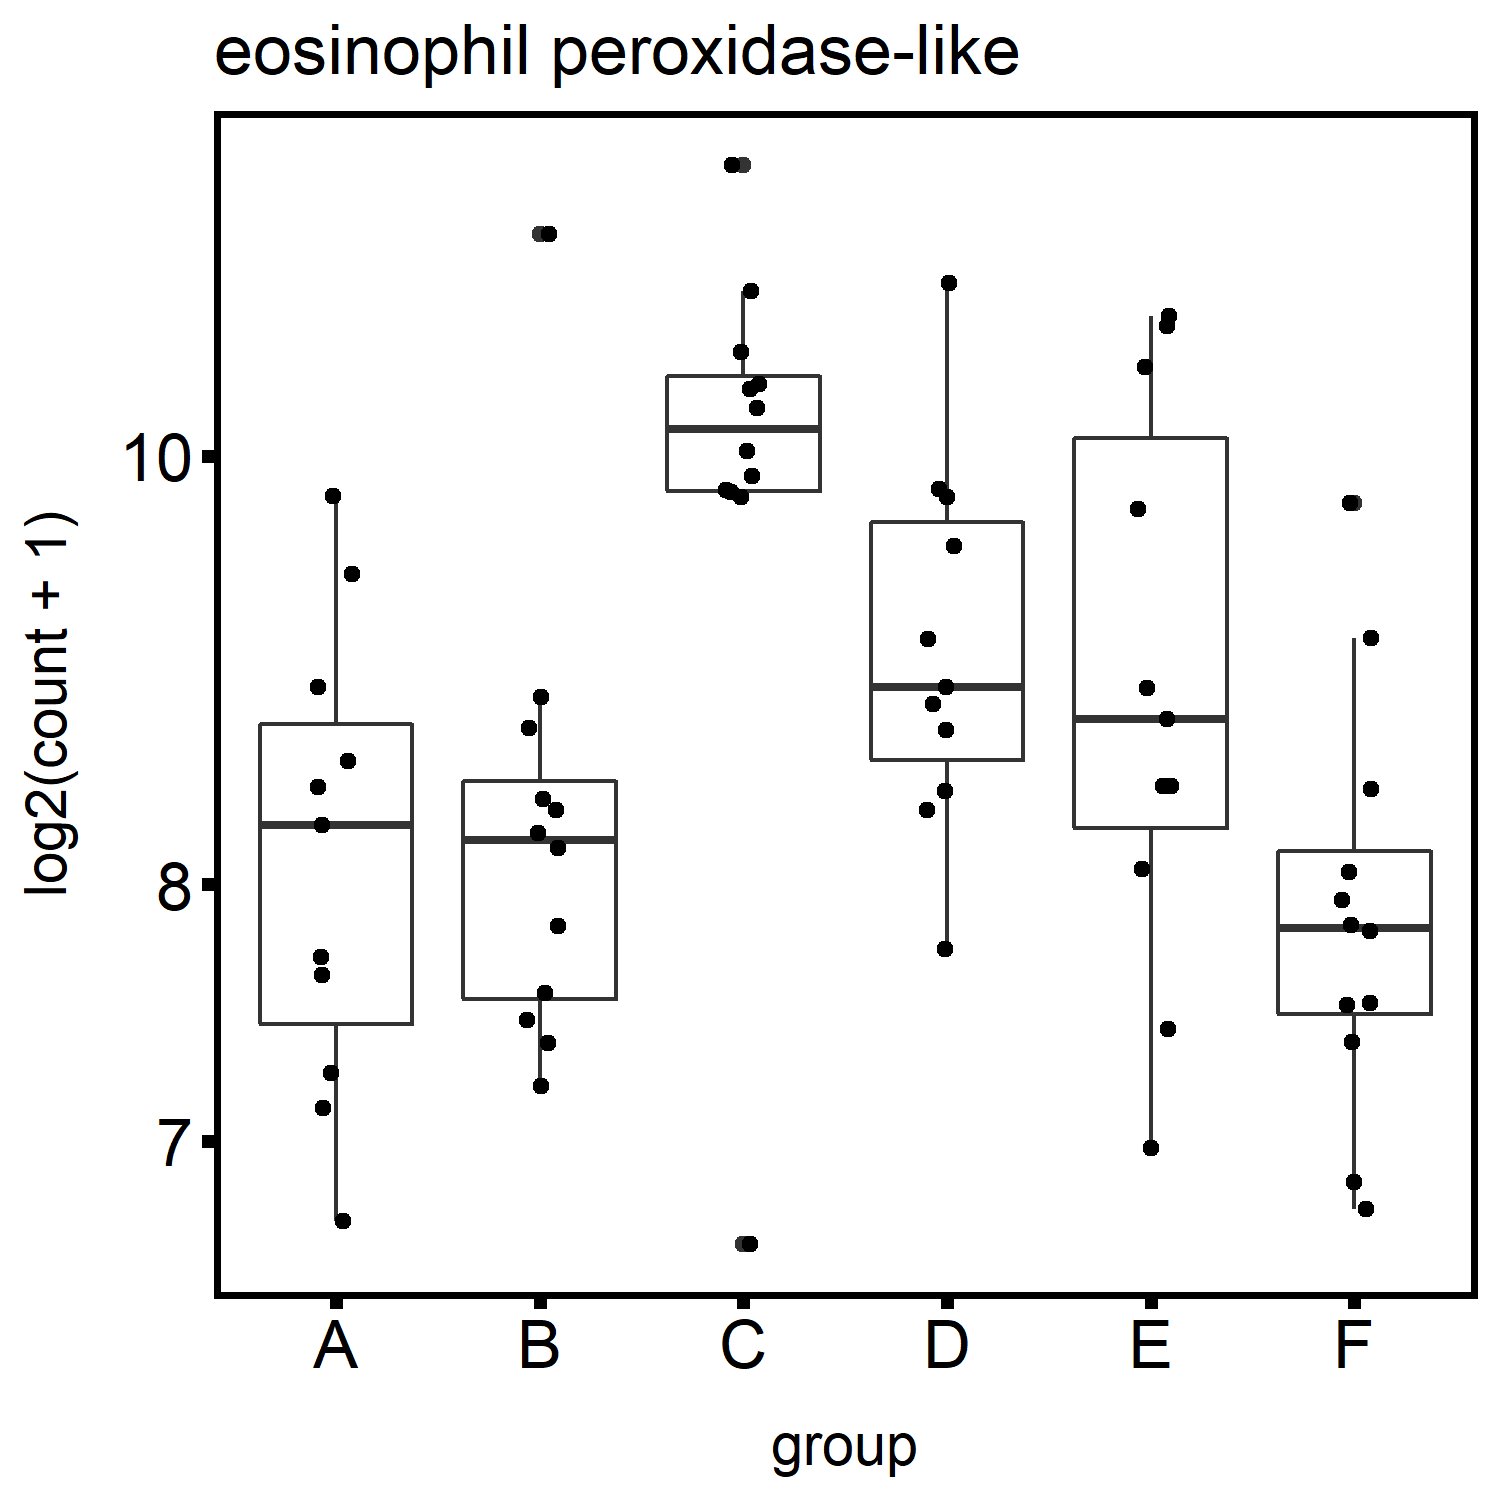 eosinophil peroxidase-like
log2(count + 1)
10
8
7
A B C D E F
group